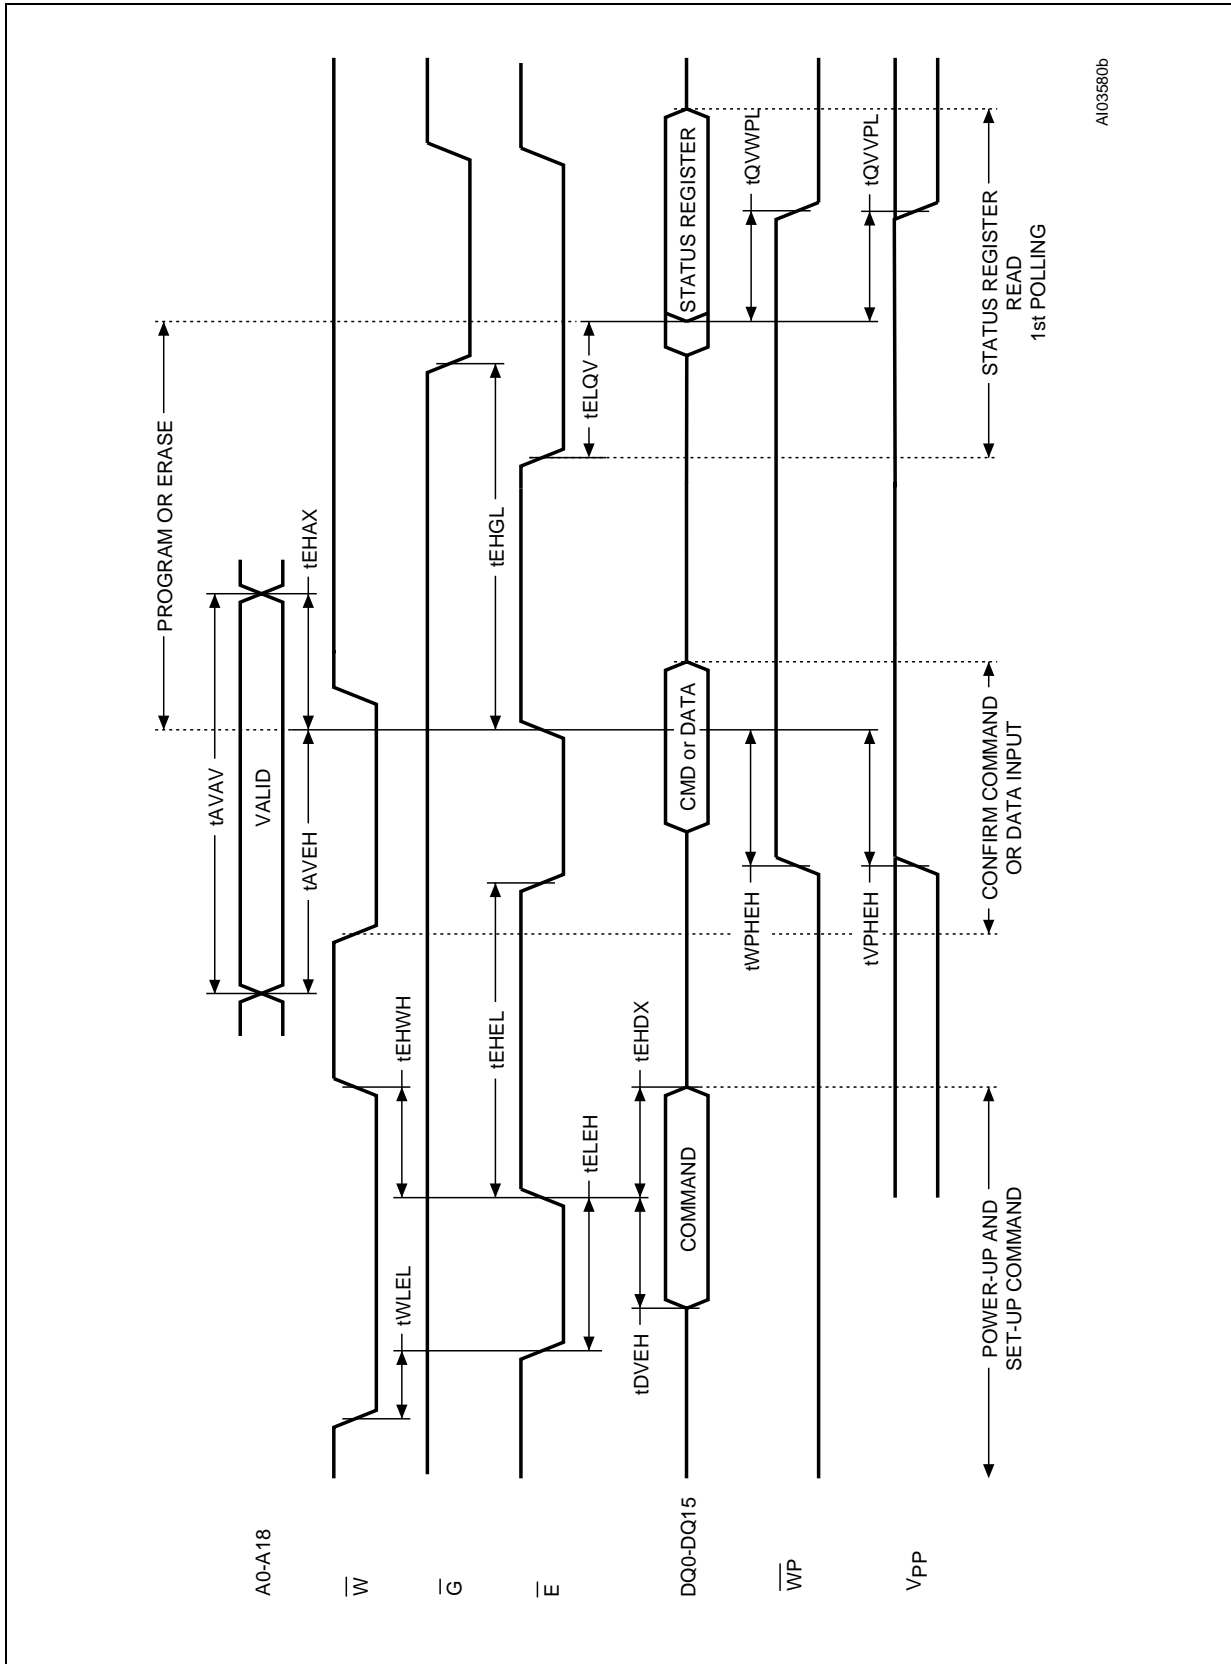 PROGRAM OR ERASE
tAVAV
A0-A18
VALID
tAVEH
tEHAX
W
tWLEL
tEHWH
G
tEHEL
tEHGL
E
tELEH
tELQV
tDVEH
tEHDX
DQ0-DQ15
COMMAND
CMD or DATA
STATUS REGISTER
tWPHEH
tQVWPL
WP
tVPHEH
tQVVPL
VPP
POWER-UP AND
SET-UP COMMAND
CONFIRM COMMAND
OR DATA INPUT
STATUS REGISTER
READ
1st POLLING
AI03580b